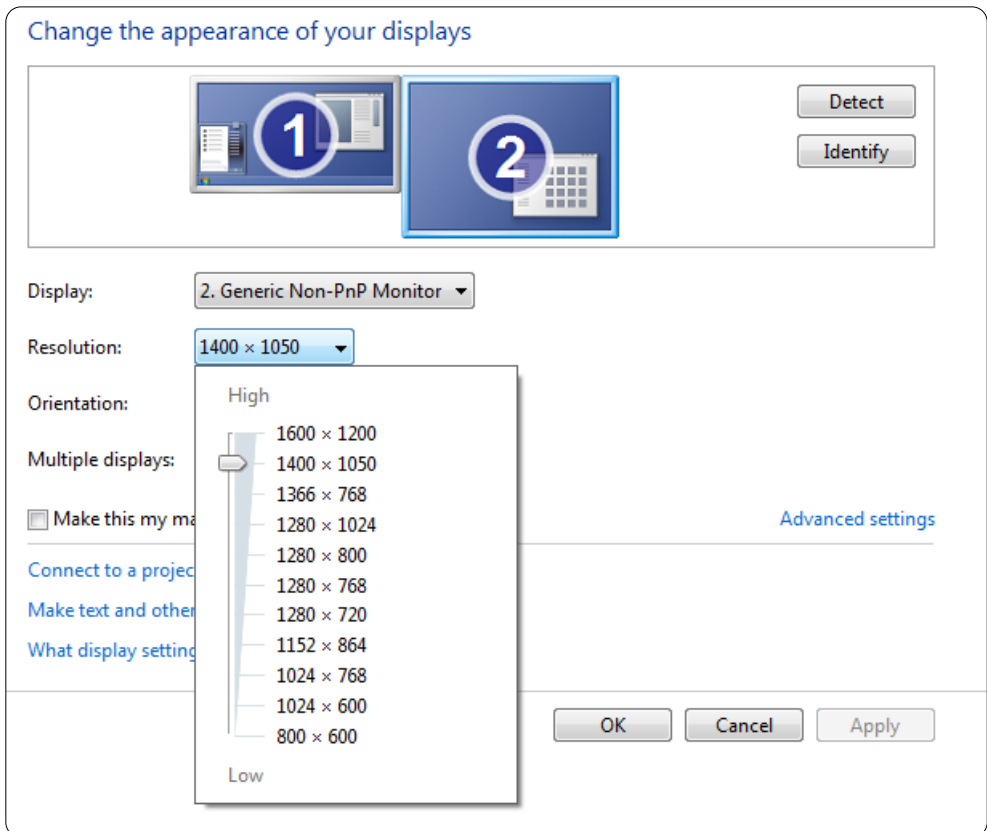 Change the appearance of your displays
1
2
Detect
Identify
Display:
2. Generic Non-PnP Monitor
Resolution:
1400 × 1050
Orientation:
Multiple displays:
Make this my
Advanced settings
Connect to a
Make text and other
What display
High
1600 × 1200
1400 × 1050
1366 × 768
1280 × 1024
1280 × 800
1280 × 768
1280 × 720
1152 × 864
1024 × 768
1024 × 600
800 × 600
Low
OK
Cancel
Apply